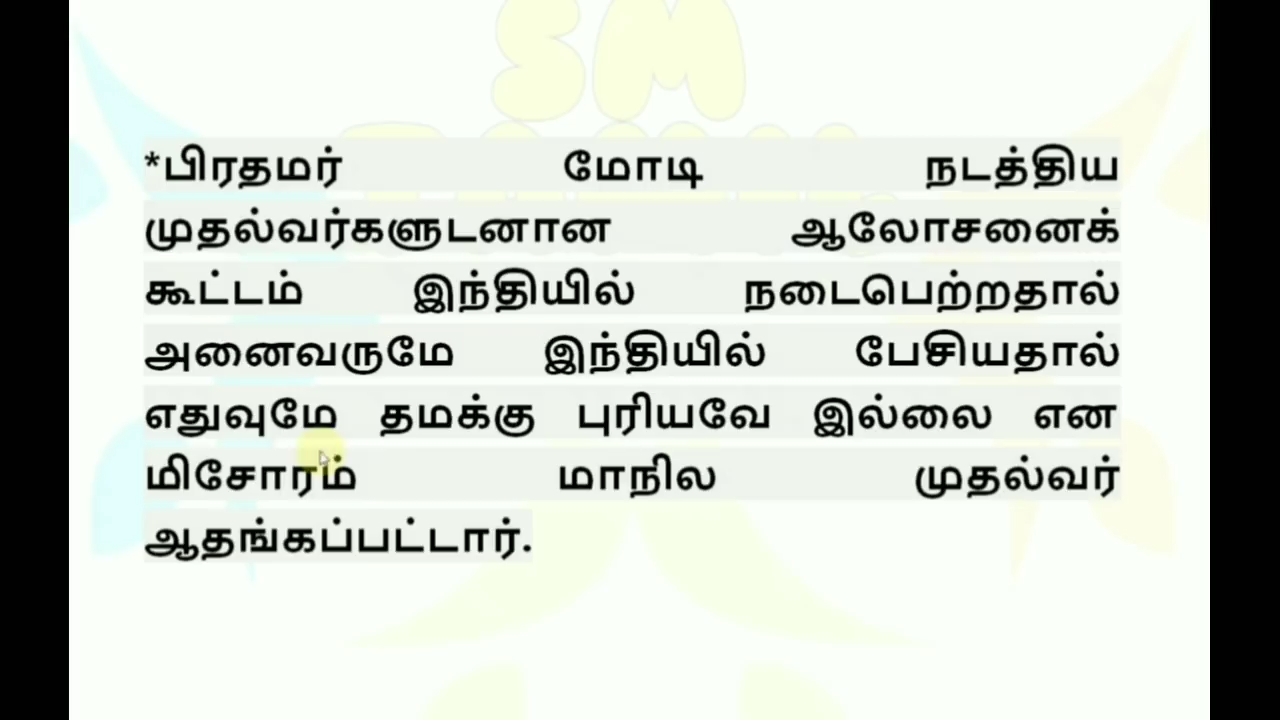 SM
*பிரதமர் மோடி நடத்திய
முதல்வர்களுடனான ஆலோசனைக்
கூட்டம் இந்தியில் நடைபெற்றதால்
அனைவருமே இந்தியில் பேசியதால்
எதுவுமே தமக்கு புரியவே இல்லை என
மிசோரம் மாநில முதல்வர்
ஆதங்கப்பட்டார்.